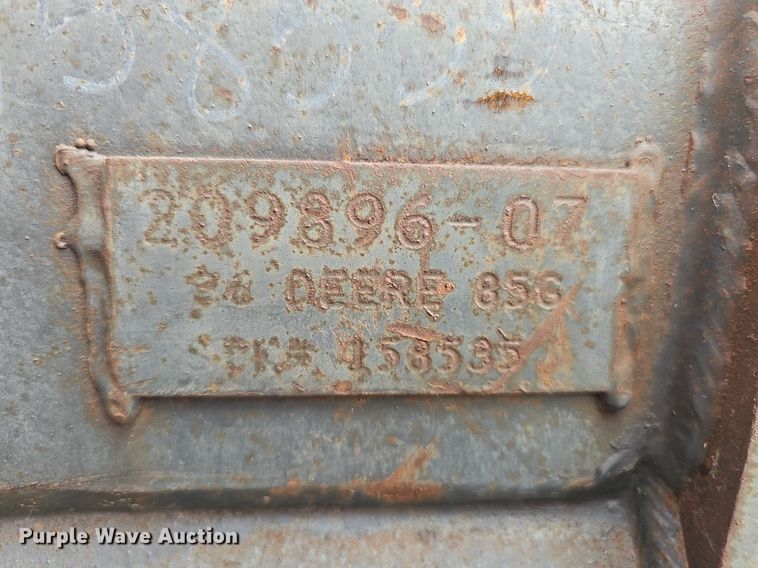 209896-07
24 DEERE 85G
PK# 158535
Purple Wave Auction